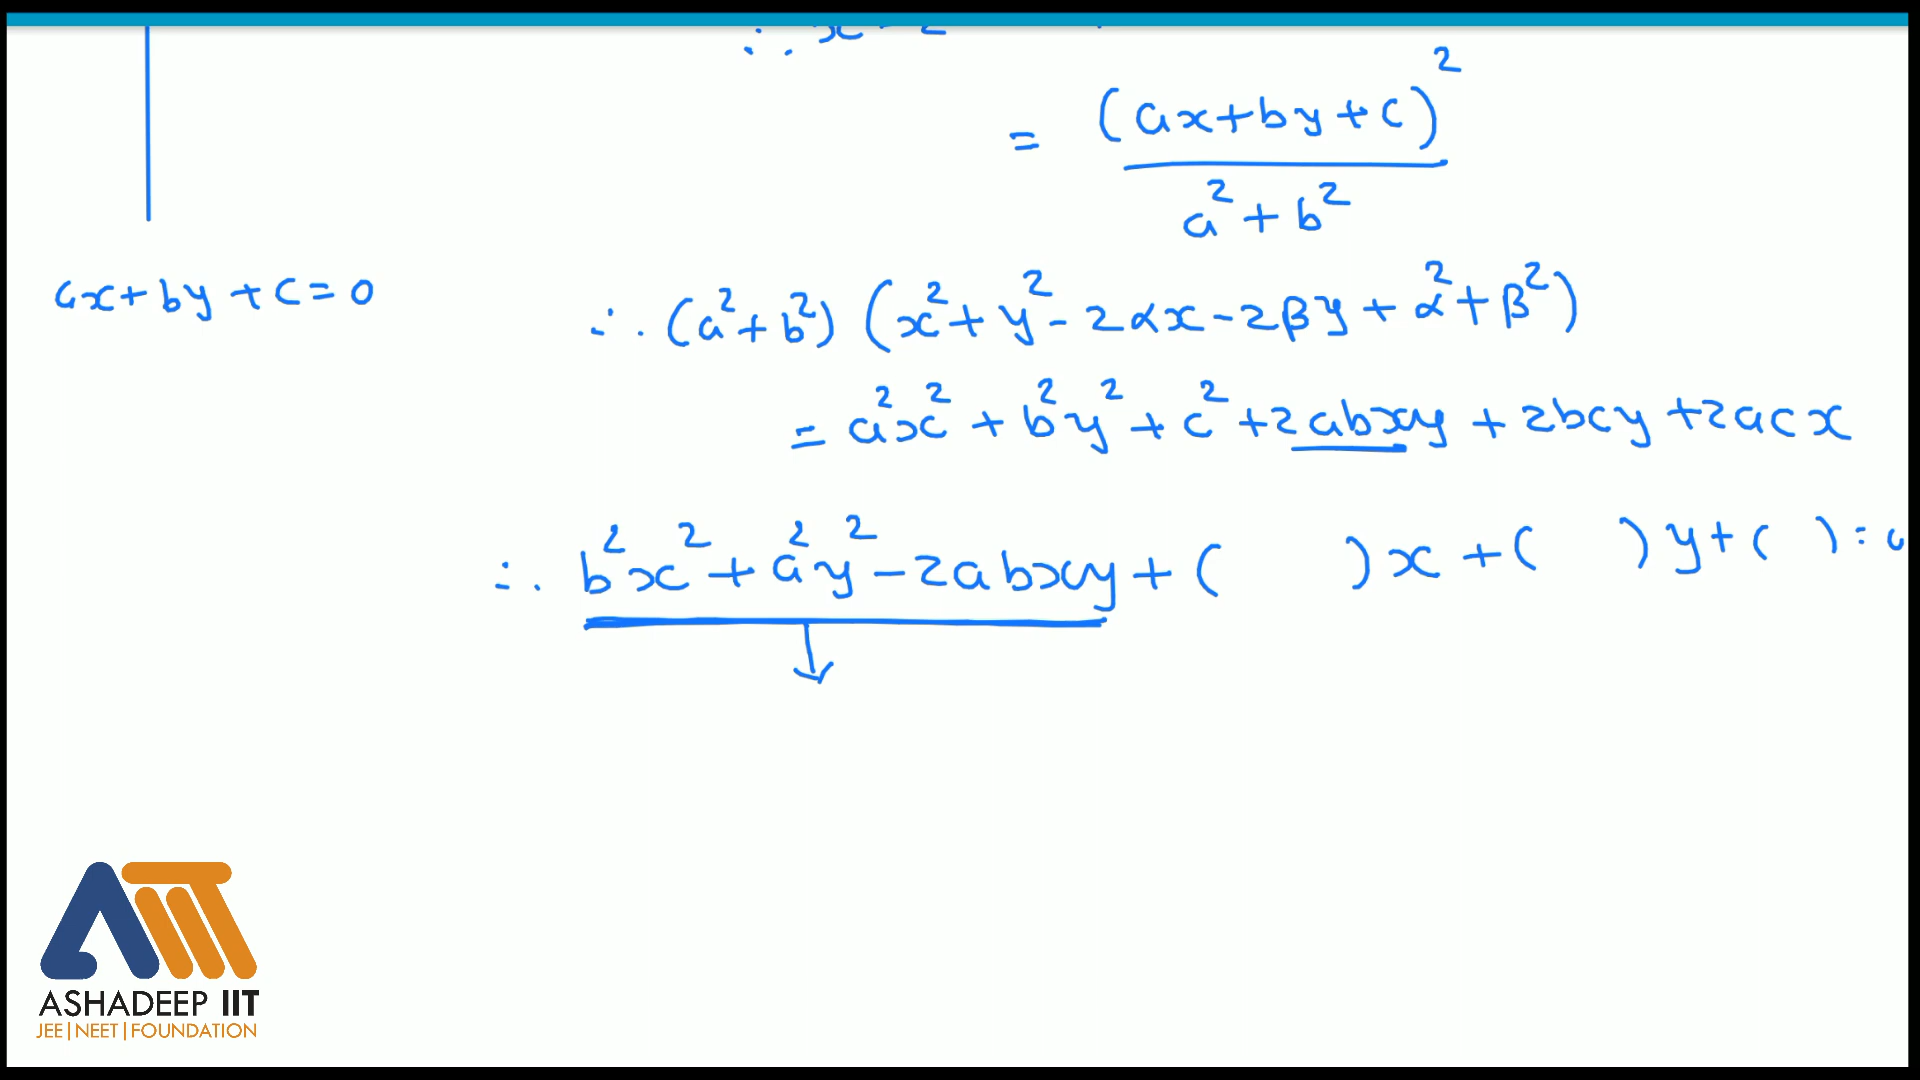 = (ax+by+c)² / a²+b²
ax+by+c=0
∴ (a²+b²) (x²+y²-2αx-2βy+α²+β²)
= a²x²+b²y²+c²+2abxy+2bcy+2acx
∴ b²x²+a²y²-2abxy+( )x+( )y+( )=0
ASHADEEP IIT
JEE|NEET|FOUNDATION